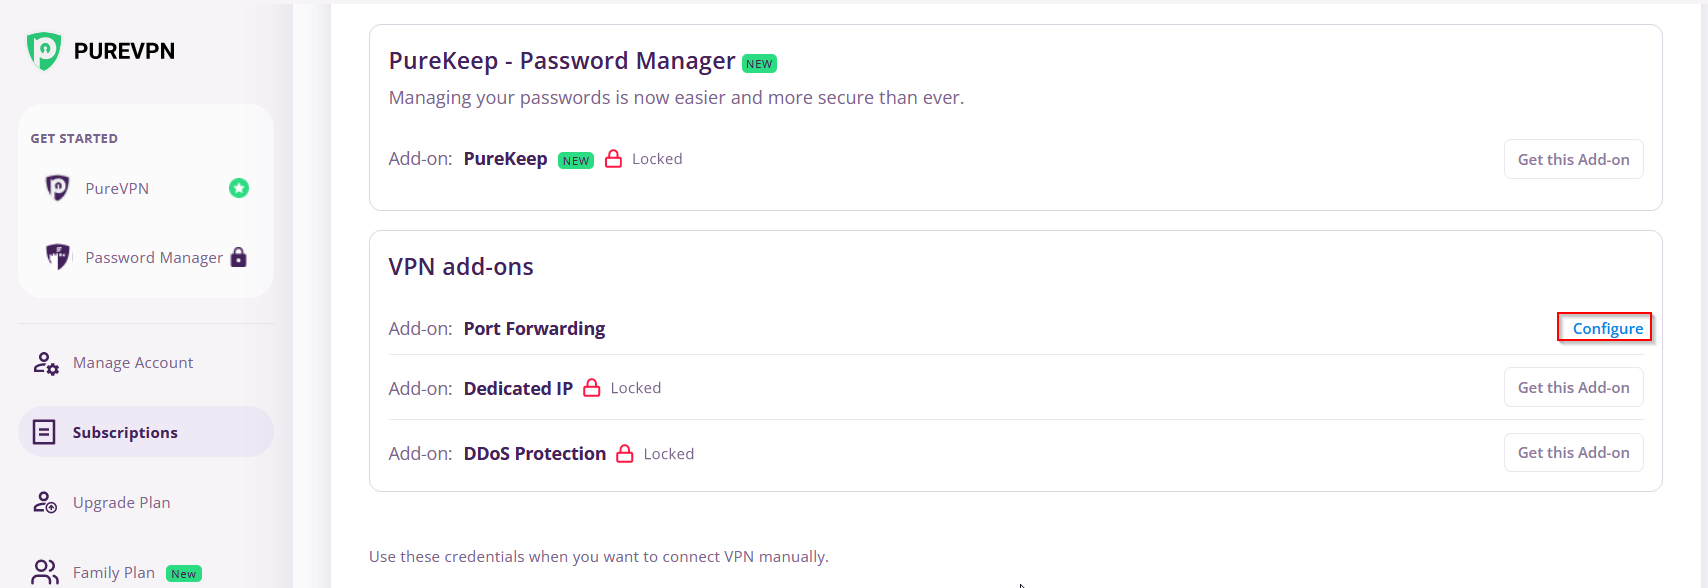 PUREVPN
GET STARTED
PureVPN
Password Manager
Manage Account
Subscriptions
Upgrade Plan
Family Plan New
PureKeep - Password Manager NEW
Managing your passwords is now easier and more secure than ever.
Add-on: PureKeep NEW Locked Get this Add-on
VPN add-ons
Add-on: Port Forwarding Configure
Add-on: Dedicated IP Locked Get this Add-on
Add-on: DDoS Protection Locked Get this Add-on
Use these credentials when you want to connect VPN manually.